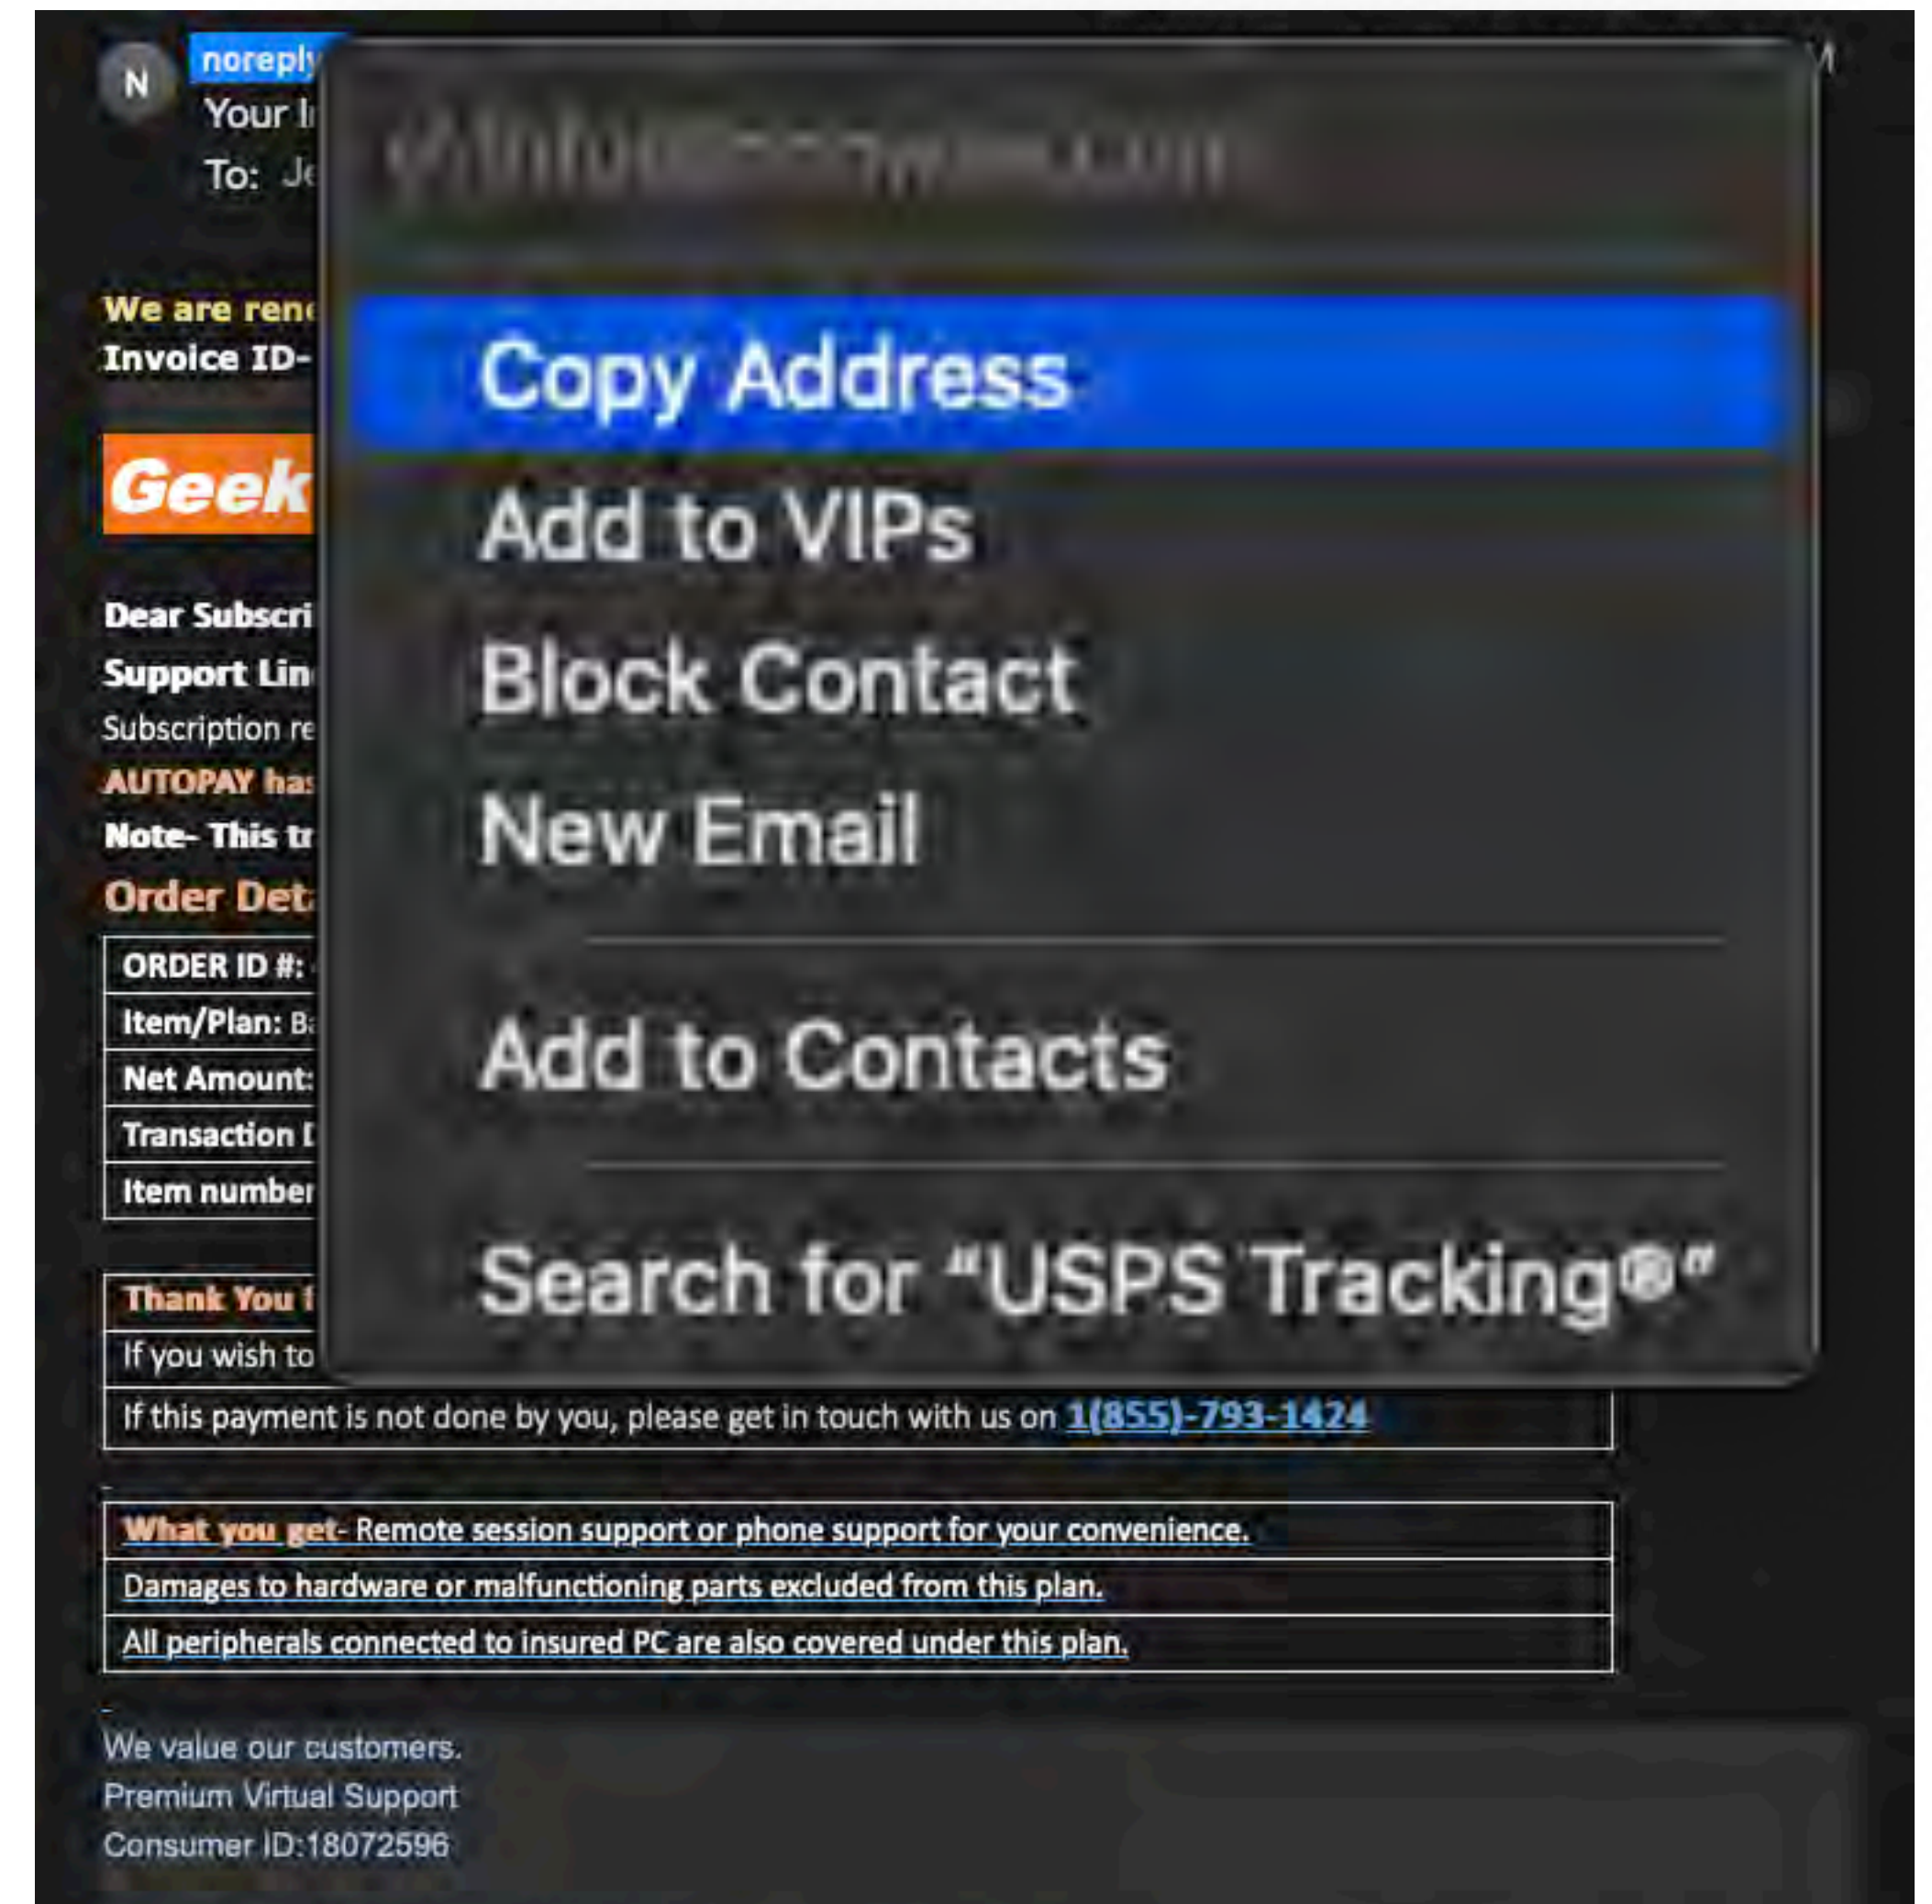 N
noreply
Your
To: Je
We are rene
Invoice ID-
Geek
Dear Subscri
Support Lin
Subscription re
AUTOPAY has
Note- This tr
Order Deta
ORDER ID #:
Item/Plan: Ba
Net Amount:
Transaction D
Item number
Thank You f
If you wish to
If this payment is not done by you, please get in touch with us on 1(855)-793-1424
What you get- Remote session support or phone support for your convenience.
Damages to hardware or malfunctioning parts excluded from this plan.
All peripherals connected to insured PC are also covered under this plan.
We value our customers.
Premium Virtual Support
Consumer ID:18072596
Copy Address
Add to VIPs
Block Contact
New Email
Add to Contacts
Search for “USPS Tracking®”